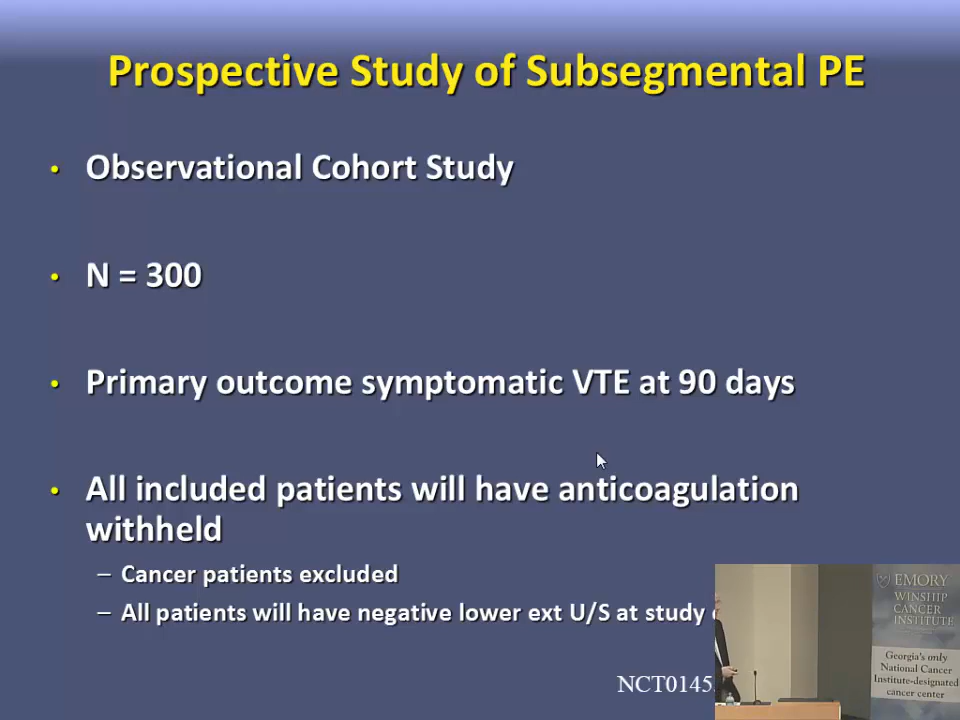 Prospective Study of Subsegmental PE
• Observational Cohort Study
• N = 300
• Primary outcome symptomatic VTE at 90 days
• All included patients will have anticoagulation
withheld
– Cancer patients excluded
– All patients will have negative lower ext U/S at study
NCT0145
EMORY
WINSHIP
CANCER
INSTITUTE
Georgia's only
National Cancer
Institute-designated
cancer center